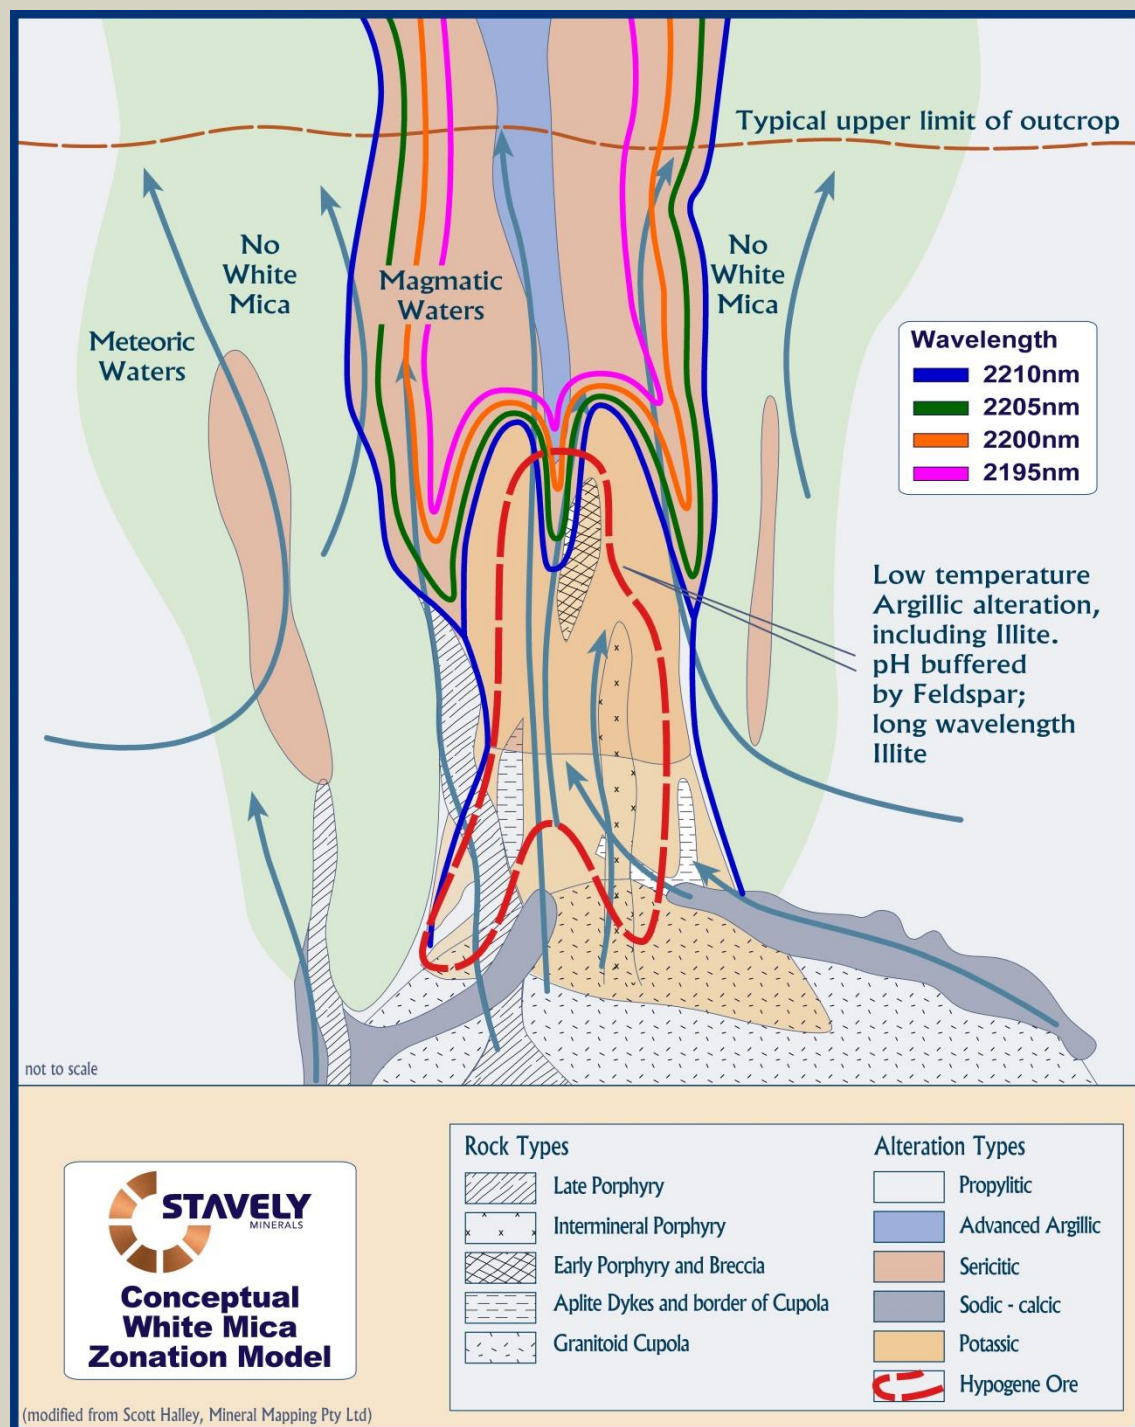 Typical upper limit of outcrop
No
White
Mica
Magmatic
Waters
No
White
Mica
Meteoric
Waters
Wavelength
2210nm
2205nm
2200nm
2195nm
Low temperature
Argillic alteration,
including Illite.
pH buffered
by Feldspar;
long wavelength
Illite
not to scale
STAVELY
MINERALS
Conceptual
White Mica
Zonation Model
(modified from Scott Halley, Mineral Mapping Pty Ltd)
Rock Types
Late Porphyry
Intermineral Porphyry
Early Porphyry and Breccia
Aplite Dykes and border of Cupola
Granitoid Cupola
Alteration Types
Propylitic
Advanced Argillic
Sericitic
Sodic - calcic
Potassic
Hypogene Ore